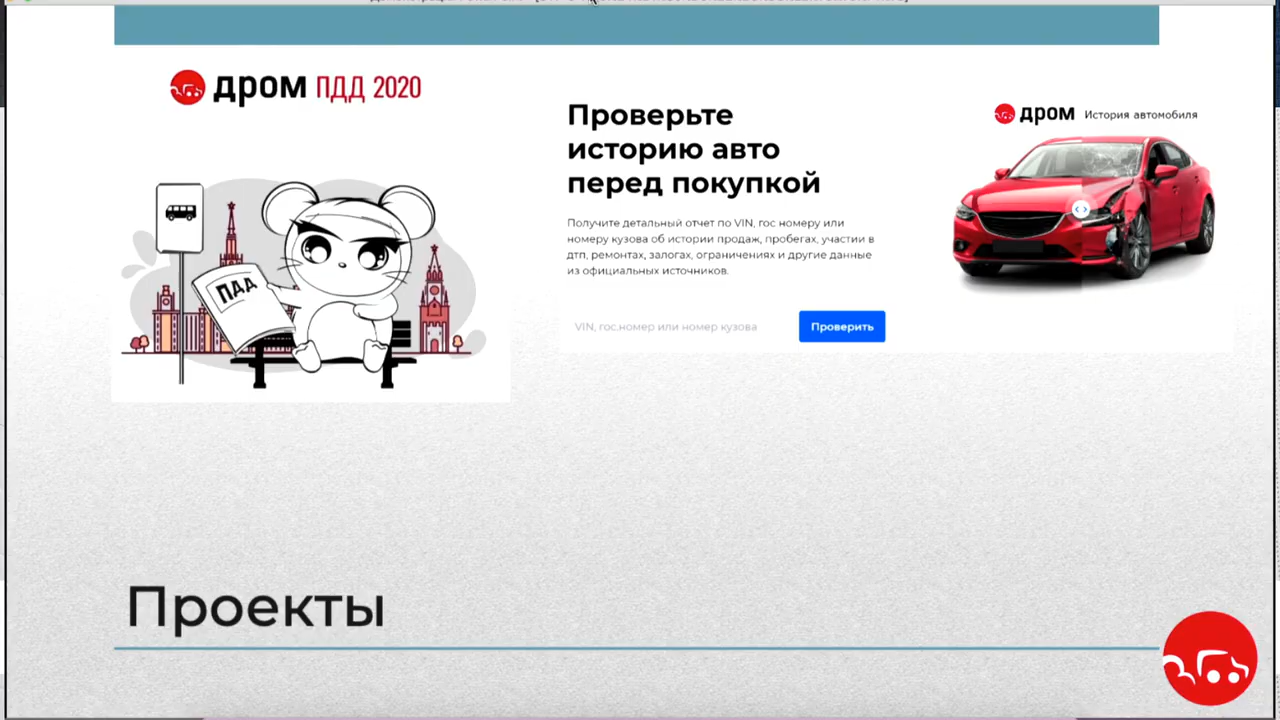 дром ПДД 2020
ПДД
Проверьте
историю авто
перед покупкой
Получите детальный отчет по VIN, гос номеру или
номеру кузова об истории продаж, пробегах, участии в
дтп, ремонтах, залогах, ограничениях и другие данные
из официальных источников.
VIN, гос.номер или номер кузова
Проверить
дром История автомобиля
Проекты